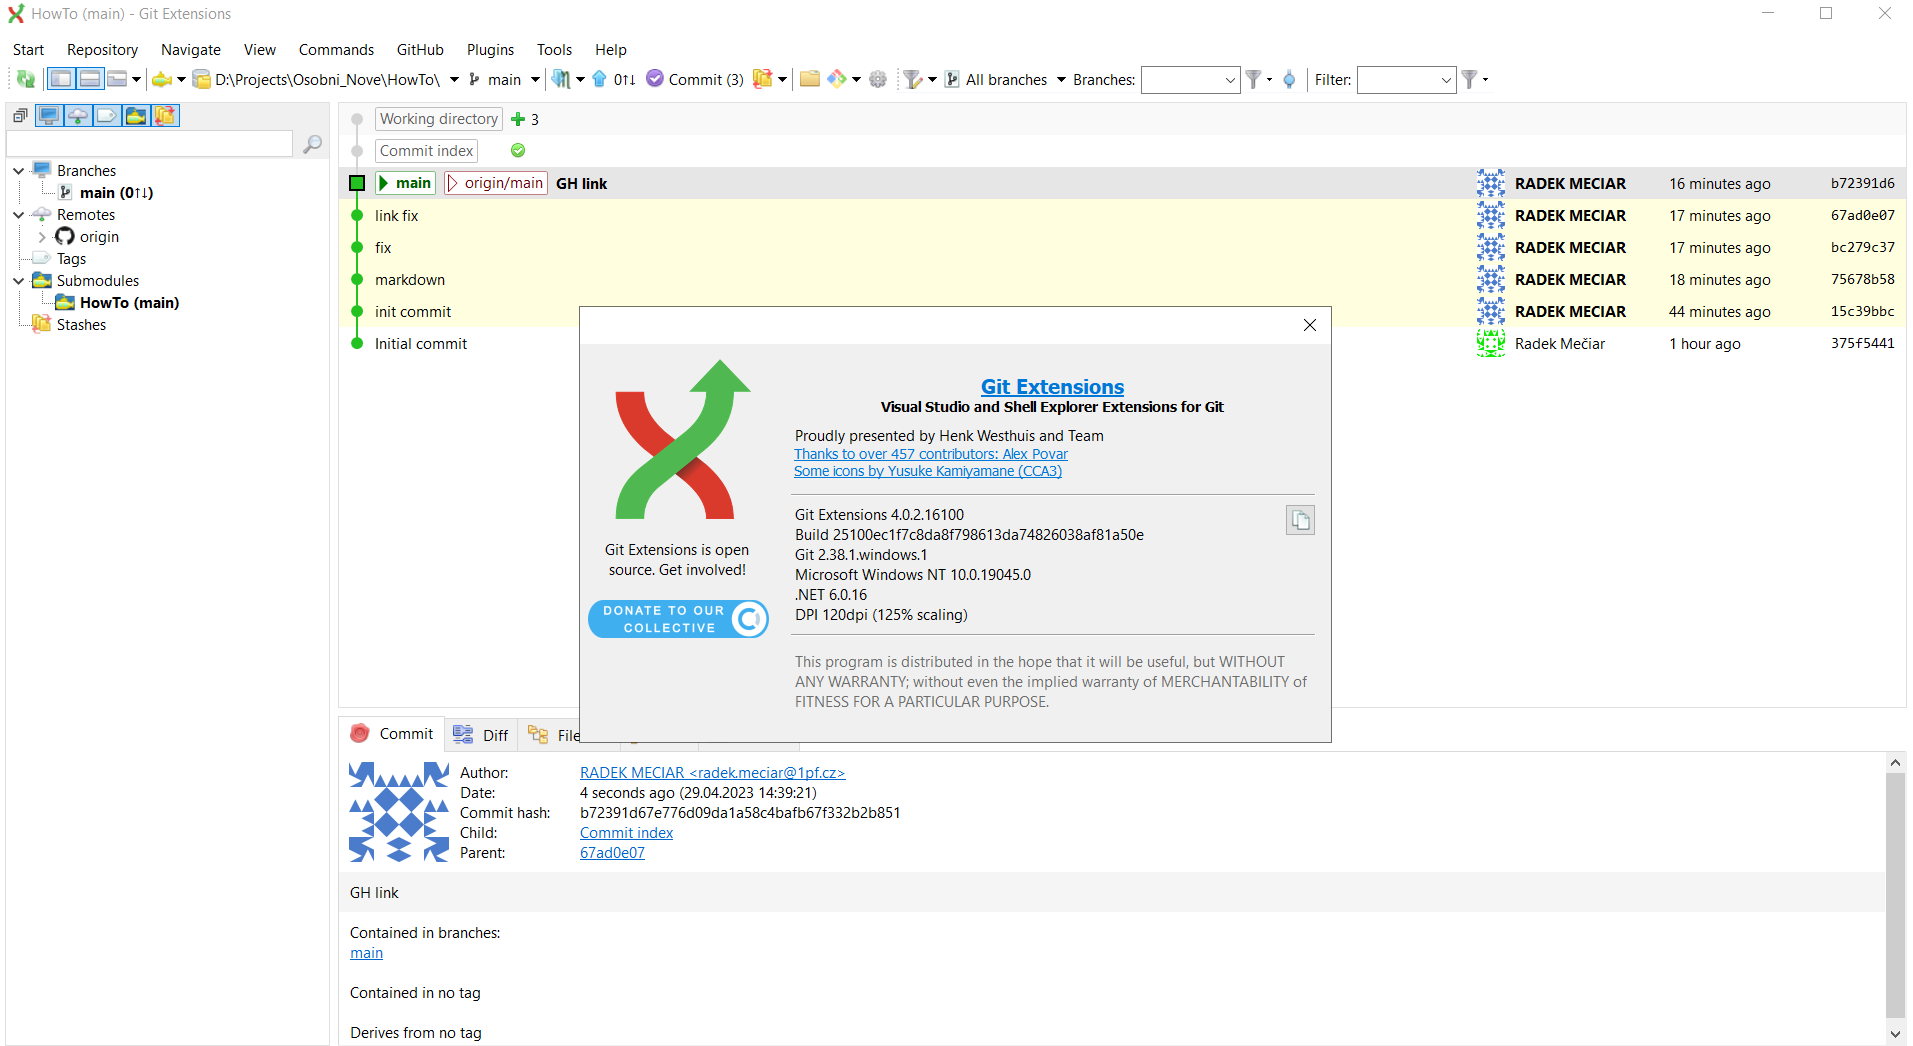 HowTo (main) - Git Extensions
Start Repository Navigate View Commands GitHub Plugins Tools Help
D:\Projects\Osobni_Nove\HowTo\ main 0↑↓ Commit (3) All branches Branches: Filter:
Working directory 3
Commit index
main origin/main GH link RADEK MECIAR 16 minutes ago b72391d6
link fix RADEK MECIAR 17 minutes ago 67ad0e07
fix RADEK MECIAR 17 minutes ago bc279c37
markdown RADEK MECIAR 18 minutes ago 75678b58
init commit RADEK MECIAR 44 minutes ago 15c39bbc
Initial commit Radek Mečiar 1 hour ago 375f5441
Branches
main (0↑↓)
Remotes
origin
Tags
Submodules
HowTo (main)
Stashes
Git Extensions
Visual Studio and Shell Explorer Extensions for Git
Proudly presented by Henk Westhuis and Team
Thanks to over 457 contributors: Alex Povar
Some icons by Yusuke Kamiyamane (CCA3)
Git Extensions 4.0.2.16100
Build 25100ec1f7c8da8f798613da74826038af81a50e
Git 2.38.1.windows.1
Microsoft Windows NT 10.0.19045.0
.NET 6.0.16
DPI 120dpi (125% scaling)
Git Extensions is open
source. Get involved!
DONATE TO OUR
COLLECTIVE
This program is distributed in the hope that it will be useful, but WITHOUT
ANY WARRANTY; without even the implied warranty of MERCHANTABILITY of
FITNESS FOR A PARTICULAR PURPOSE.
Commit Diff File
Author: RADEK MECIAR <radek.meciar@1pf.cz>
Date: 4 seconds ago (29.04.2023 14:39:21)
Commit hash: b72391d67e776d09da1a58c4bafb67f332b2b851
Child: Commit index
Parent: 67ad0e07
GH link
Contained in branches:
main
Contained in no tag
Derives from no tag